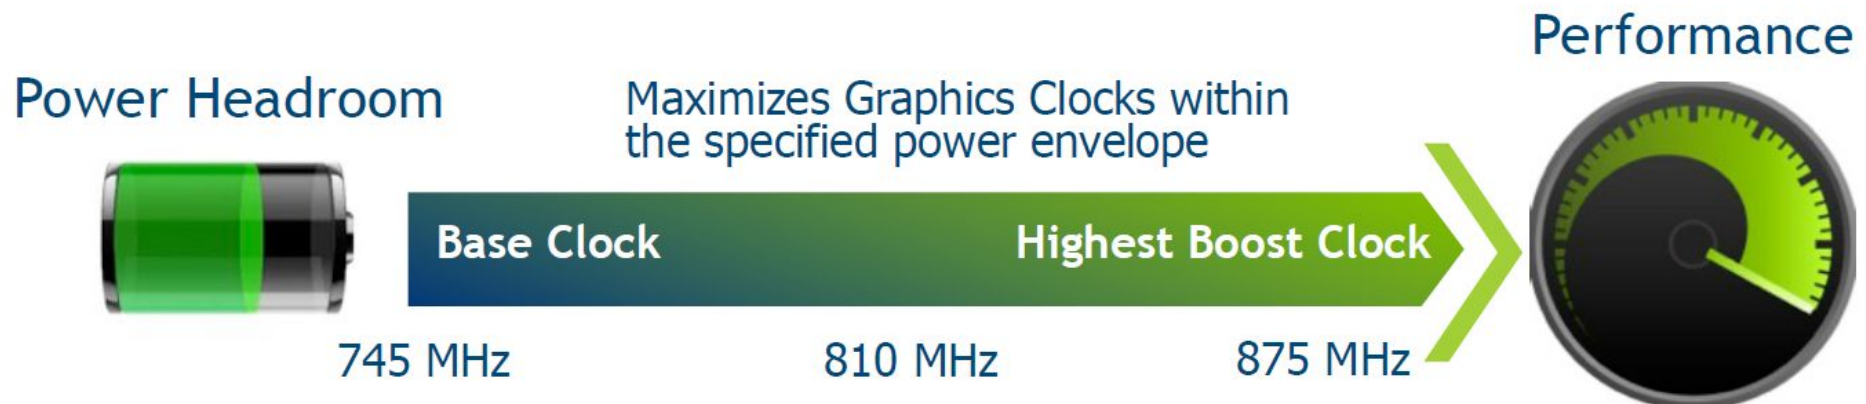 Performance
Power Headroom
Maximizes Graphics Clocks within
the specified power envelope
Base Clock
Highest Boost Clock
745 MHz
810 MHz
875 MHz